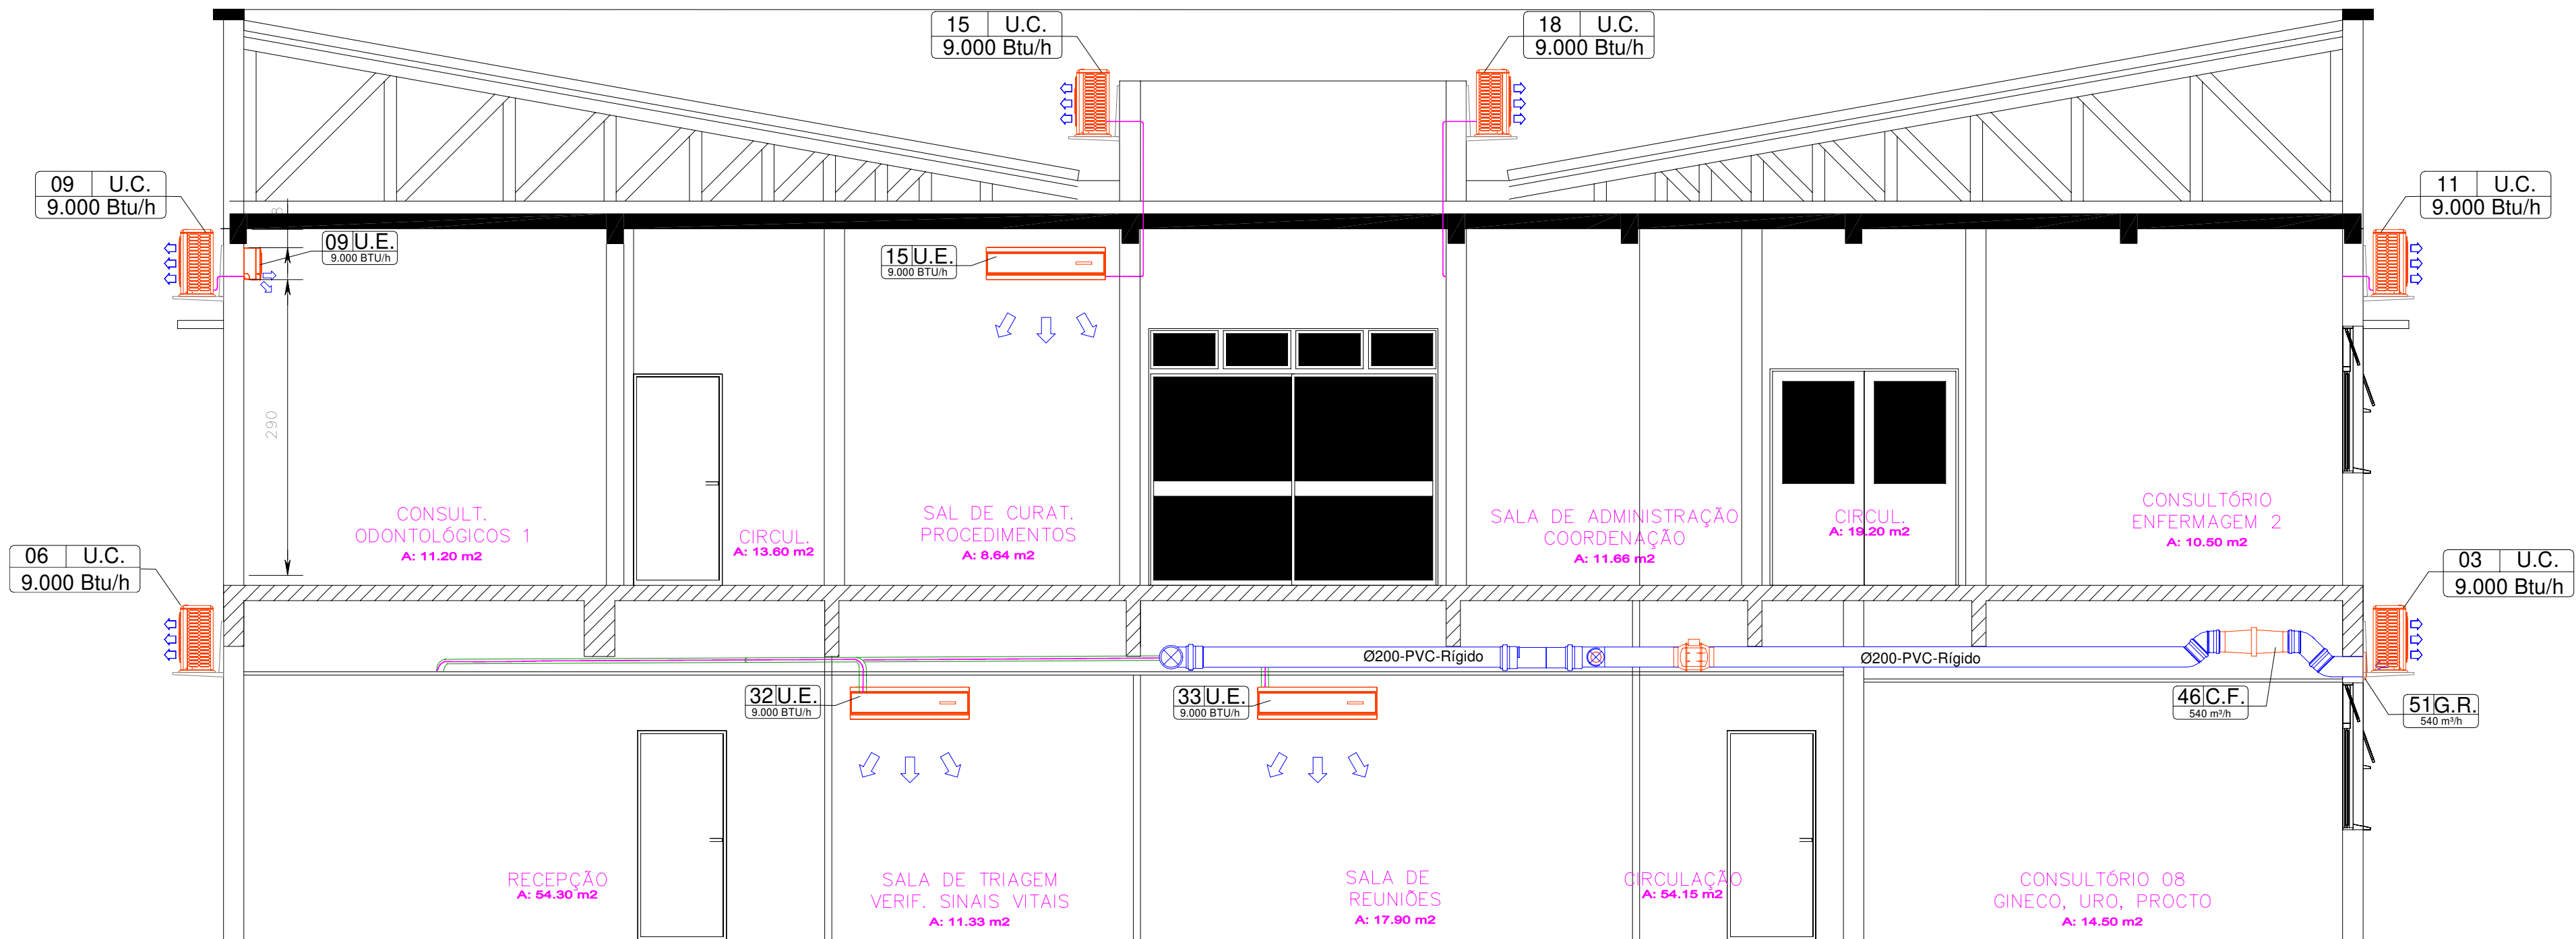 15 U.C.
9.000 Btu/h
18 U.C.
9.000 Btu/h
09 U.C.
9.000 Btu/h
11 U.C.
9.000 Btu/h
09 U.E.
9.000 BTU/h
15 U.E.
9.000 BTU/h
290
CONSULT.
ODONTOLÓGICOS 1
A: 11.20 m2
CIRCUL.
A: 13.60 m2
SAL DE CURAT.
PROCEDIMENTOS
A: 8.64 m2
SALA DE ADMINISTRAÇÃO
COORDENAÇÃO
A: 11.66 m2
CIRCUL.
A: 19.20 m2
CONSULTÓRIO
ENFERMAGEM 2
A: 10.50 m2
06 U.C.
9.000 Btu/h
03 U.C.
9.000 Btu/h
Ø200-PVC-Rígido
Ø200-PVC-Rígido
32 U.E.
9.000 BTU/h
33 U.E.
9.000 BTU/h
46 C.F.
540 m³/h
51 G.R.
540 m³/h
RECEPÇÃO
A: 54.30 m2
SALA DE TRIAGEM
VERIF. SINAIS VITAIS
A: 11.33 m2
SALA DE
REUNIÕES
A: 17.90 m2
CIRCULAÇÃO
A: 54.15 m2
CONSULTÓRIO 08
GINECO, URO, PROCTO
A: 14.50 m2